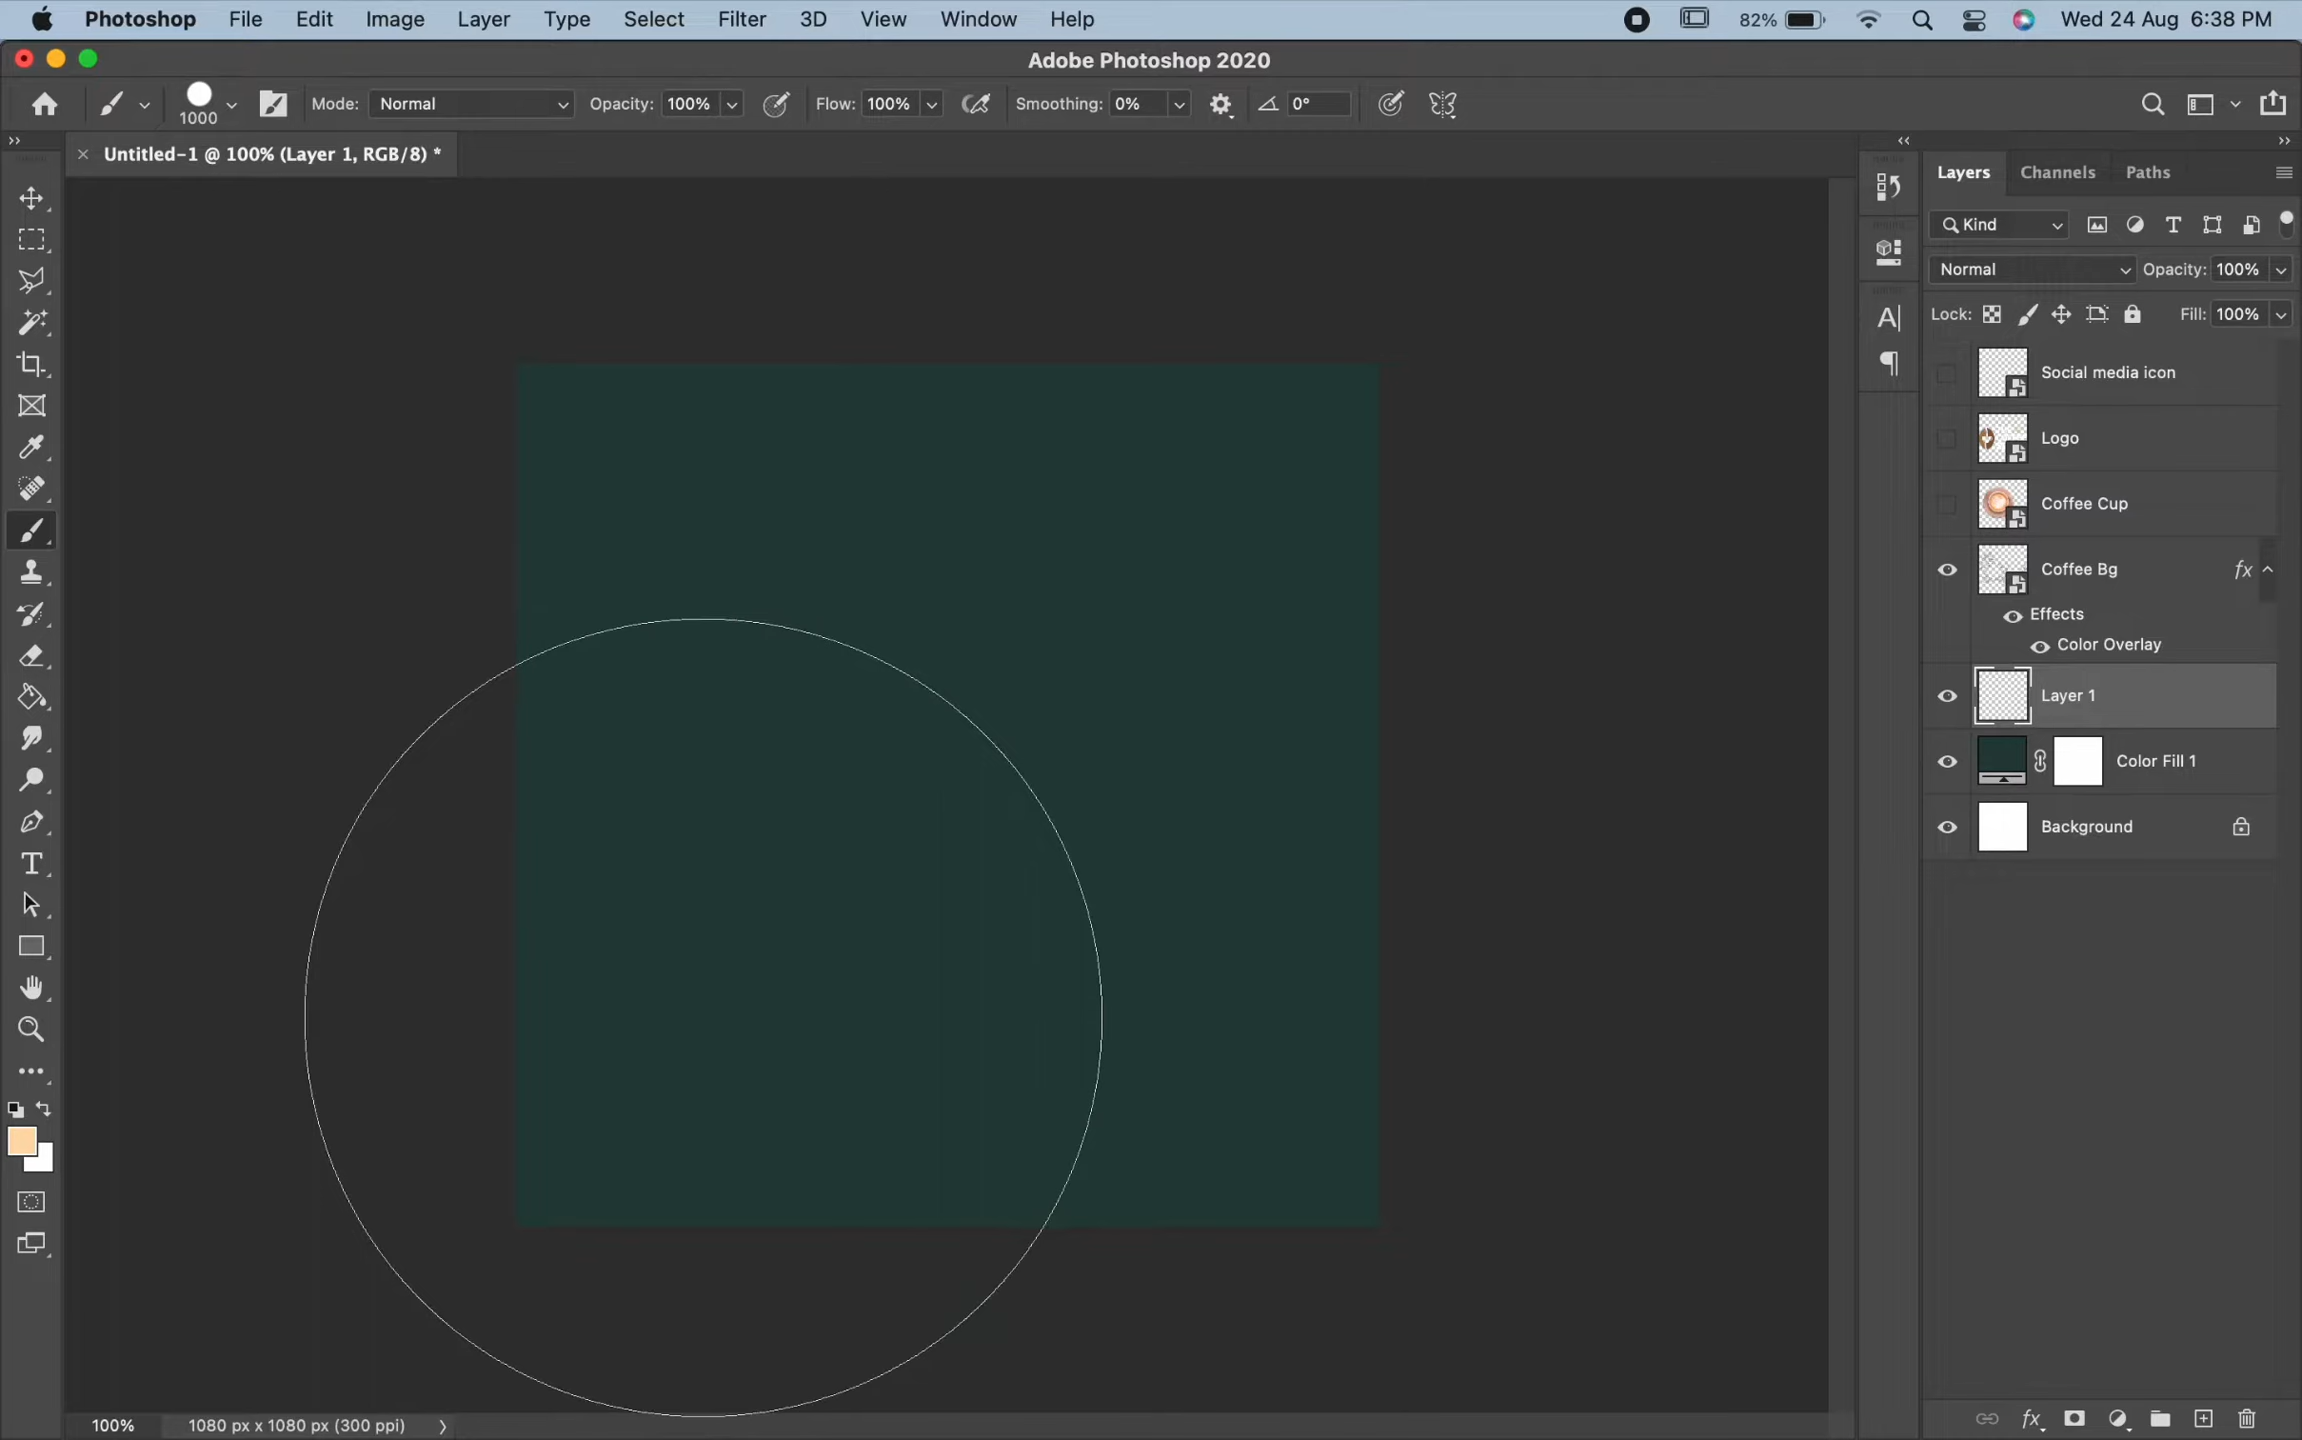 Photoshop File Edit Image Layer Type Select Filter 3D View Window Help 82% Wed 24 Aug 6:38 PM
Adobe Photoshop 2020
1000 Mode: Normal Opacity: 100% Flow: 100% Smoothing: 0% 0°
Untitled-1 @ 100% (Layer 1, RGB/8) *
Layers Channels Paths
Kind
Normal Opacity: 100%
Lock: Fill: 100%
Social media icon
Logo
Coffee Cup
Coffee Bg fx
Effects
Color Overlay
Layer 1
Color Fill 1
Background
100% 1080 px x 1080 px (300 ppi) fx